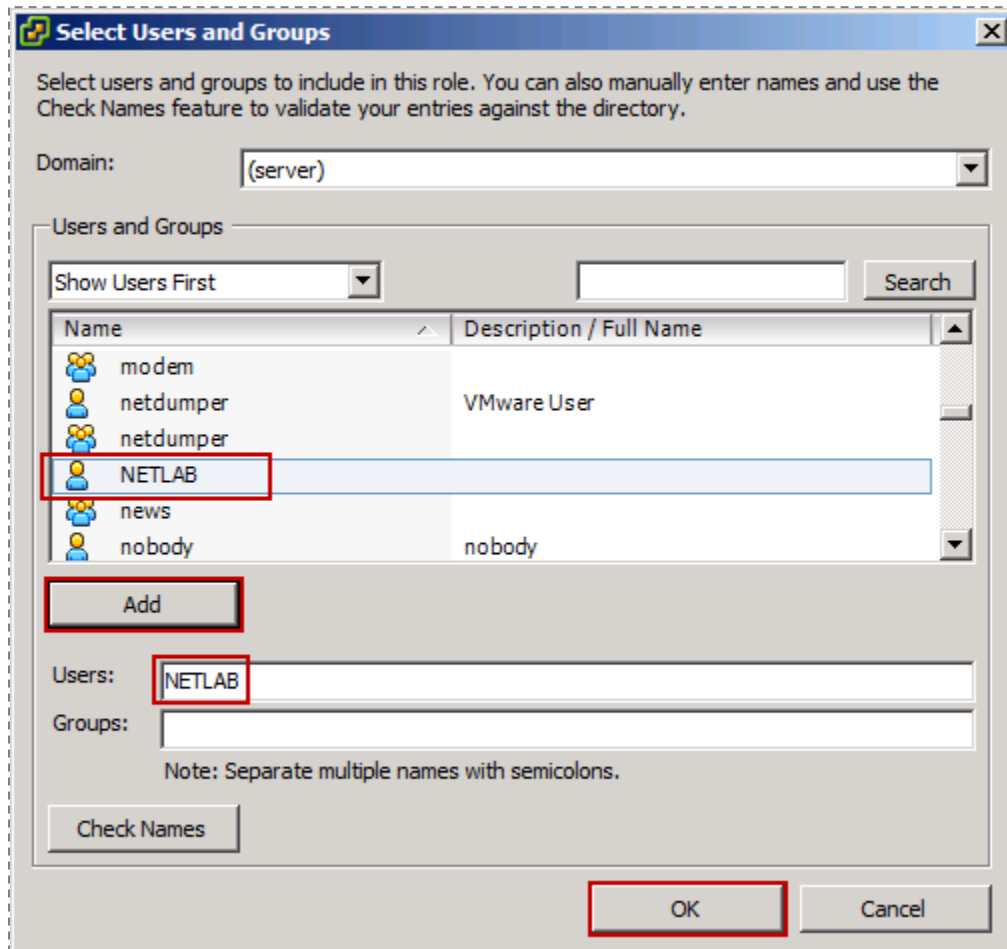 Select Users and Groups
Select users and groups to include in this role. You can also manually enter names and use the
Check Names feature to validate your entries against the directory.
Domain: (server)
Users and Groups
Show Users First Search
Name Description / Full Name
modem
netdumper VMware User
netdumper
NETLAB
news
nobody nobody
Add
Users: NETLAB
Groups:
Note: Separate multiple names with semicolons.
Check Names
OK Cancel